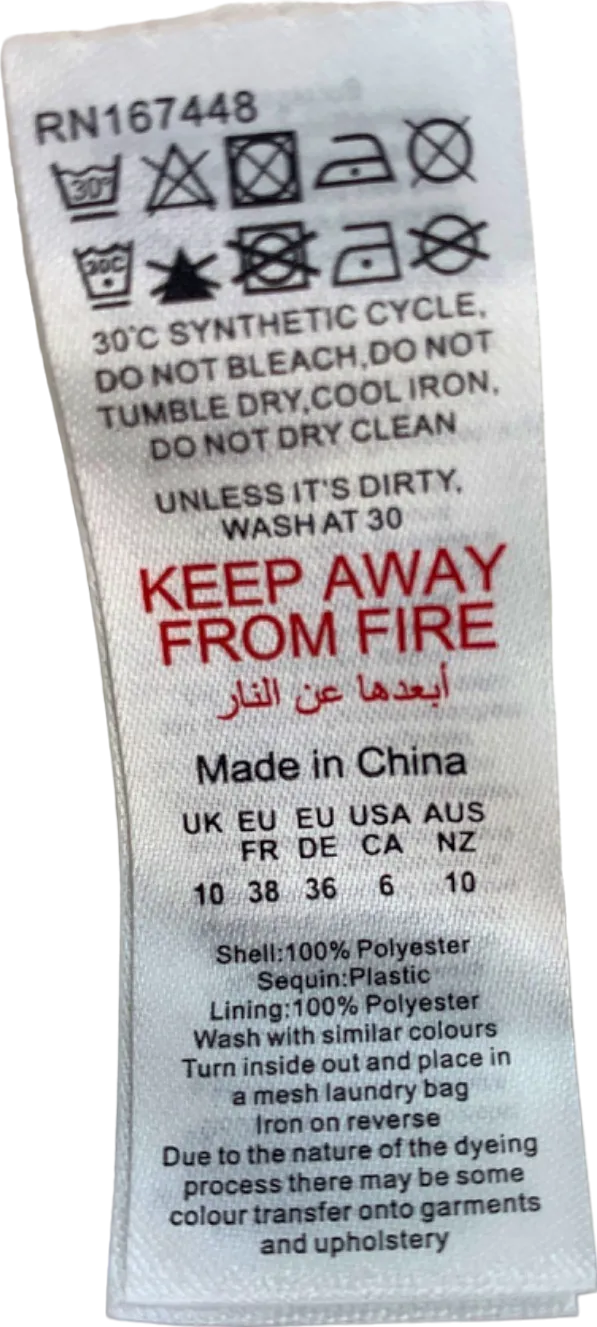 RN167448
30°
30C
30°C SYNTHETIC CYCLE,
DO NOT BLEACH,DO NOT
TUMBLE DRY,COOL IRON,
DO NOT DRY CLEAN
UNLESS IT'S DIRTY,
WASH AT 30
KEEP AWAY
FROM FIRE
أبعدها عن النار
Made in China
UK EU EU USA AUS
FR DE CA NZ
10 38 36 6 10
Shell:100% Polyester
Sequin:Plastic
Lining:100% Polyester
Wash with similar colours
Turn inside out and place in
a mesh laundry bag
Iron on reverse
Due to the nature of the dyeing
process there may be some
colour transfer onto garments
and upholstery